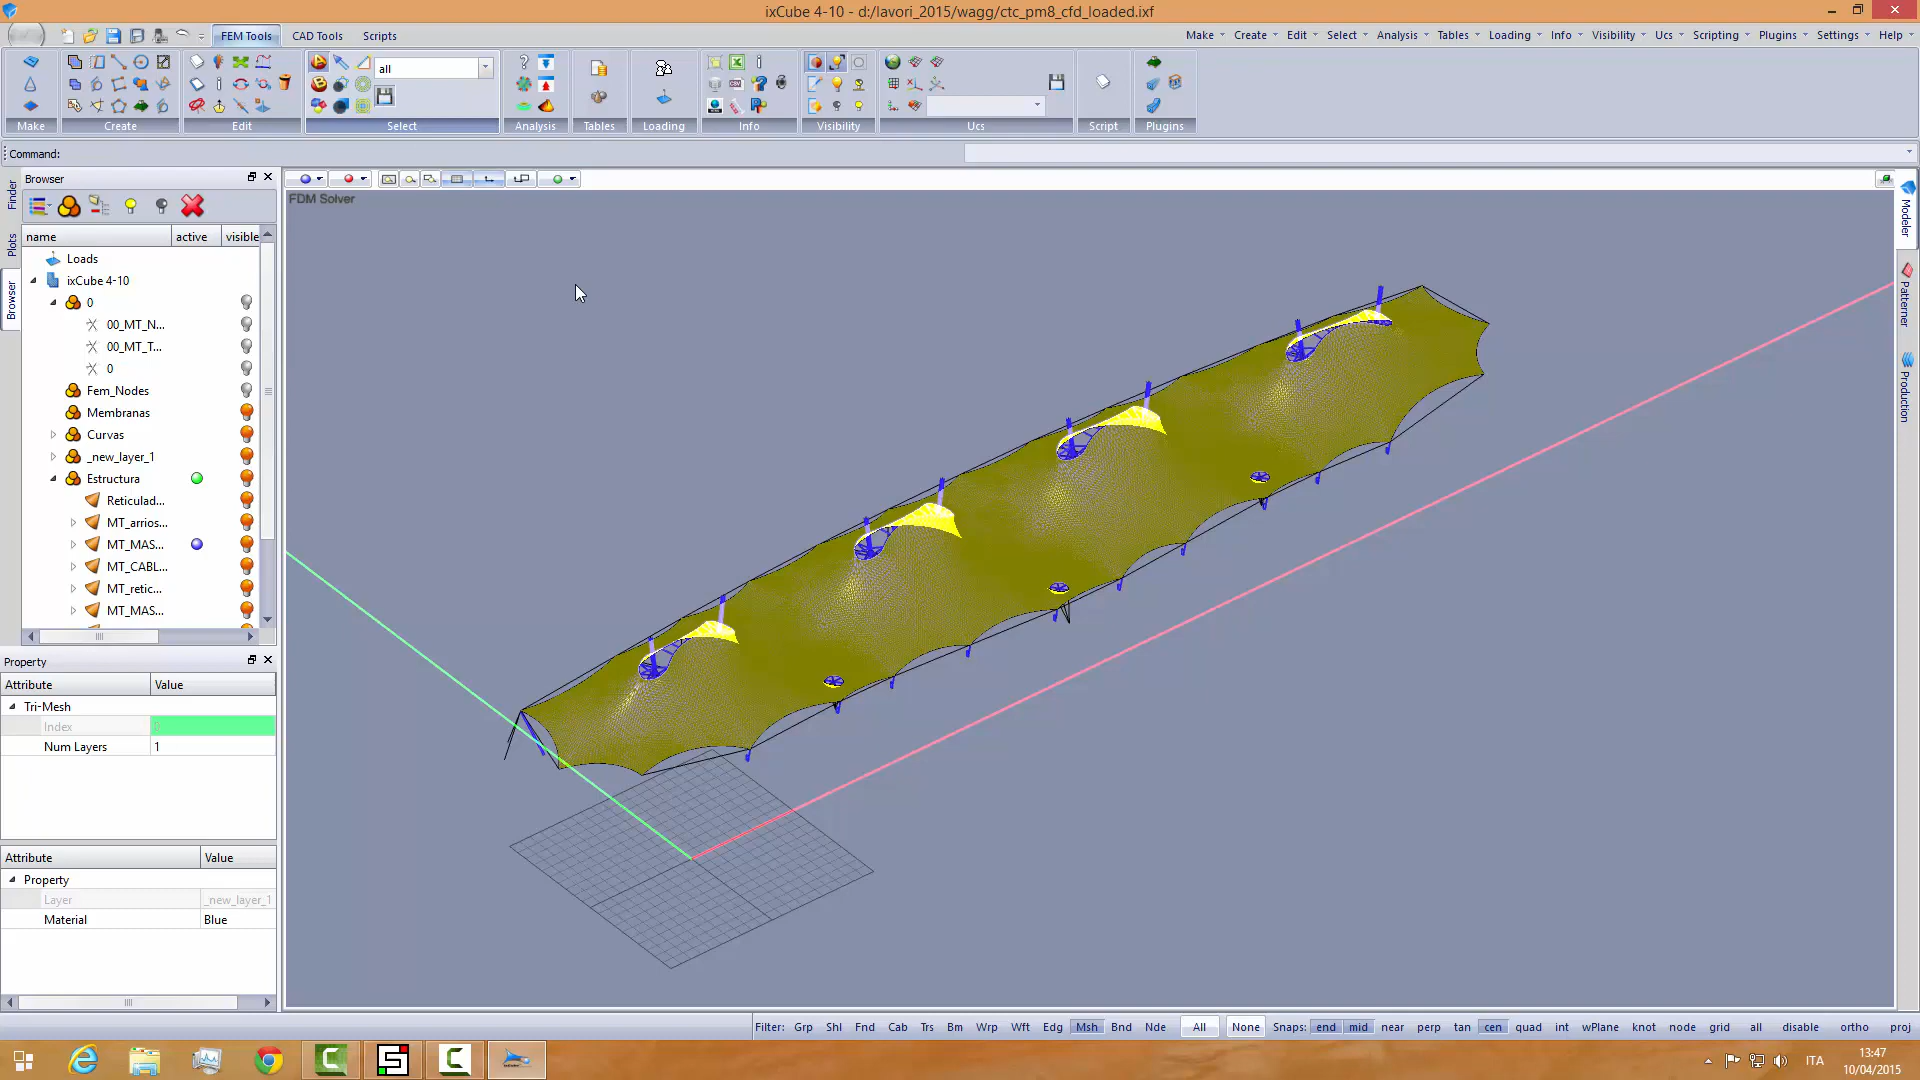 ixCube 4-10 - d:/lavori_2015/wagg/ctc_pm8_cfd_loaded.ixf
FEM Tools CAD Tools Scripts
Make Create Edit Select Analysis Tables Loading Info Visibility Ucs Scripting Plugins Settings Help
all
Make Create Edit Select Analysis Tables Loading Info Visibility Ucs Script Plugins
Command:
Finder
Plots
Browser
Browser
name active visible
Loads
ixCube 4-10
0
00_MT_N...
00_MT_T...
0
Fem_Nodes
Membranas
Curvas
_new_layer_1
Estructura
Reticulad...
MT_arrios...
MT_MAS...
MT_CABL...
MT_retic...
MT_MAS...
Property
Attribute Value
Tri-Mesh
Index
Num Layers 1
Attribute Value
Property
Layer _new_layer_1
Material Blue
FDM Solver
Modeler
Patterner
Production
Filter: Grp Shl Fnd Cab Trs Bm Wrp Wft Edg Msh Bnd Nde All None Snaps: end mid near perp tan cen quad int wPlane knot node grid all disable ortho proj
ITA
13:47
10/04/2015